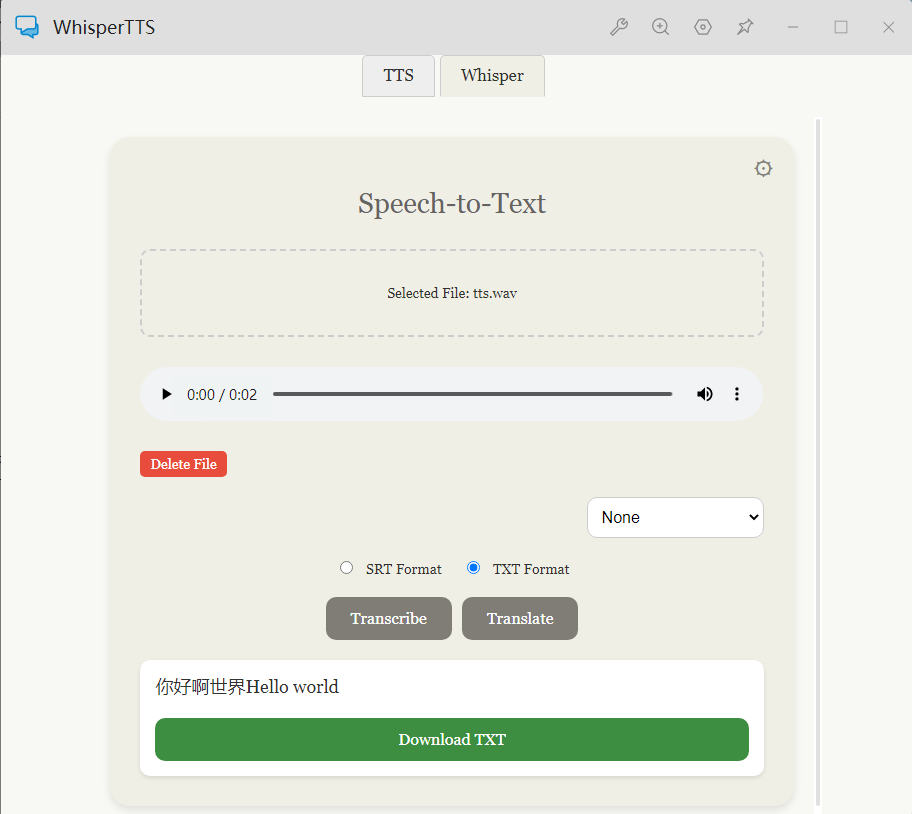 WhisperTTS
TTS Whisper
Speech-to-Text
Selected File: tts.wav
0:00 / 0:02
Delete File
None
SRT Format TXT Format
Transcribe Translate
你好啊世界Hello world
Download TXT